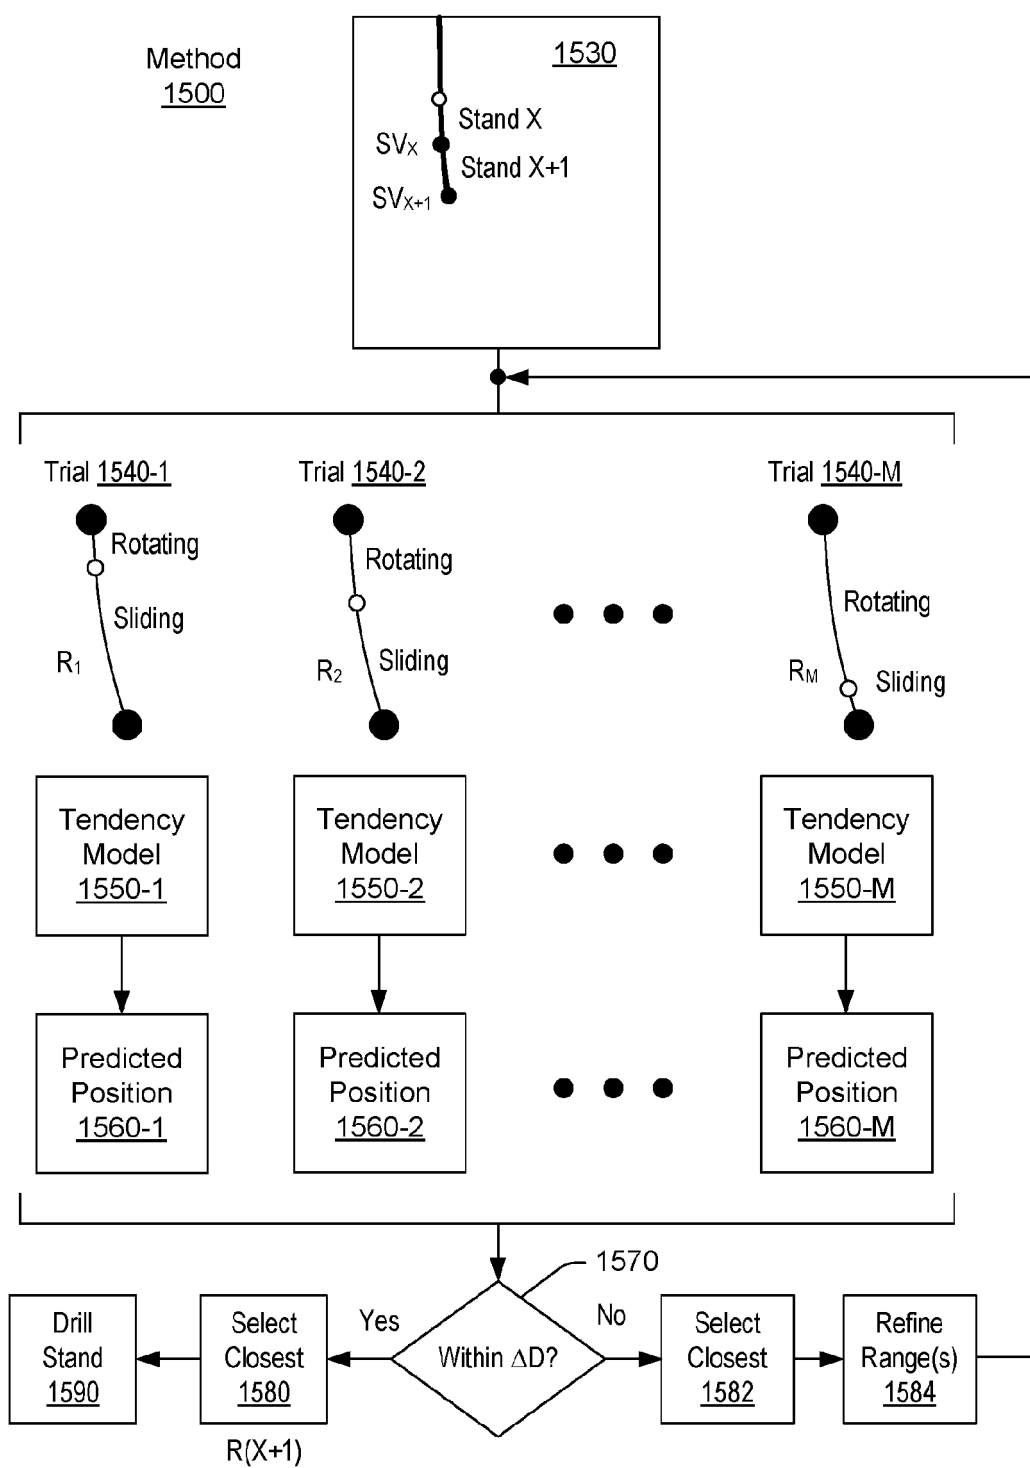 Method
1500
1530
Stand X
SVX
Stand X+1
SVX+1
Trial 1540-1
Trial 1540-2
Trial 1540-M
Rotating
Rotating
Rotating
Sliding
Sliding
Sliding
R1
R2
RM
Tendency
Model
1550-1
Tendency
Model
1550-2
Tendency
Model
1550-M
Predicted
Position
1560-1
Predicted
Position
1560-2
Predicted
Position
1560-M
1570
Yes
No
Within ΔD?
Drill
Stand
1590
Select
Closest
1580
Select
Closest
1582
Refine
Range(s)
1584
R(X+1)